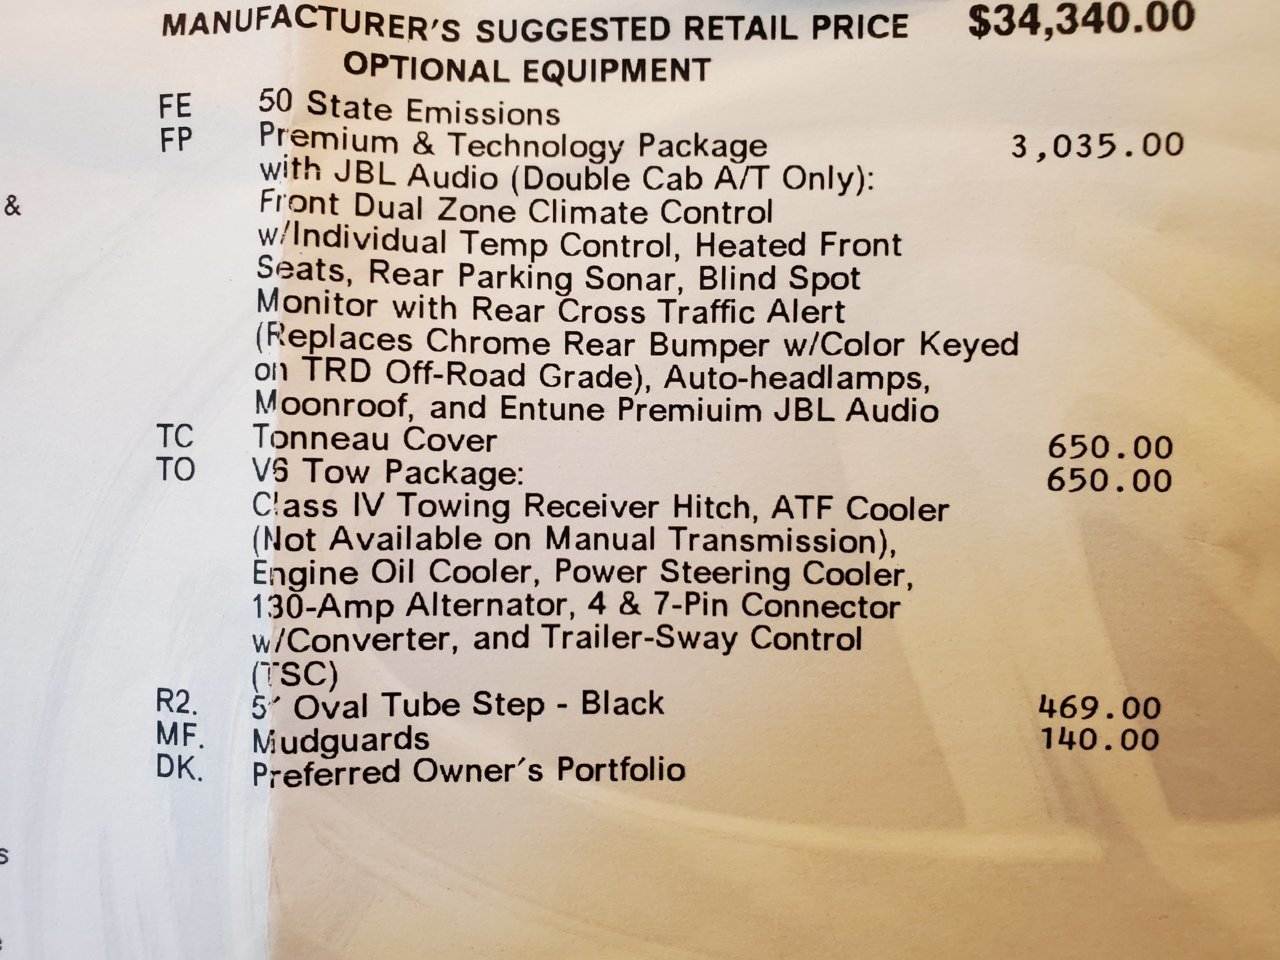 MANUFACTURER'S SUGGESTED RETAIL PRICE $34,340.00
OPTIONAL EQUIPMENT
FE 50 State Emissions
FP Premium & Technology Package 3,035.00
with JBL Audio (Double Cab A/T Only):
&
Front Dual Zone Climate Control
w/Individual Temp Control, Heated Front
Seats, Rear Parking Sonar, Blind Spot
Monitor with Rear Cross Traffic Alert
(Replaces Chrome Rear Bumper w/Color Keyed
on TRD Off-Road Grade), Auto-headlamps,
Moonroof, and Entune Premiuim JBL Audio
TC Tonneau Cover 650.00
TO V6 Tow Package: 650.00
Class IV Towing Receiver Hitch, ATF Cooler
(Not Available on Manual Transmission),
Engine Oil Cooler, Power Steering Cooler,
130-Amp Alternator, 4 & 7-Pin Connector
w/Converter, and Trailer-Sway Control
(TSC)
R2. 5" Oval Tube Step - Black 469.00
MF. Mudguards 140.00
DK. Preferred Owner's Portfolio